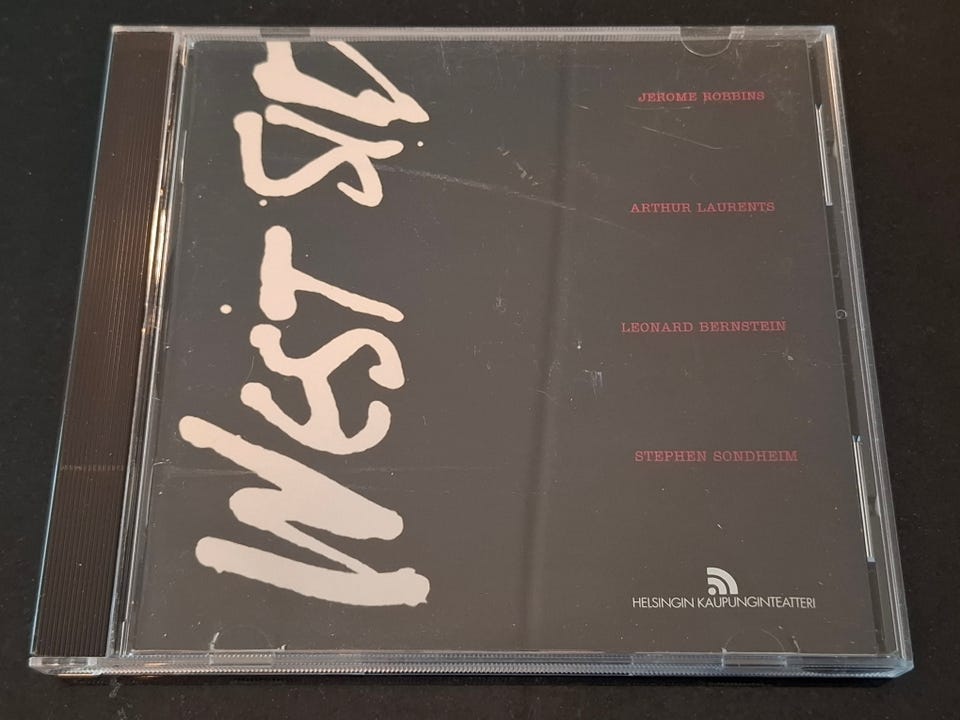 WEST SID
JEROME ROBBINS
ARTHUR LAURENTS
LEONARD BERNSTEIN
STEPHEN SONDHEIM
HELSINGIN KAUPUNGINTEATTERI